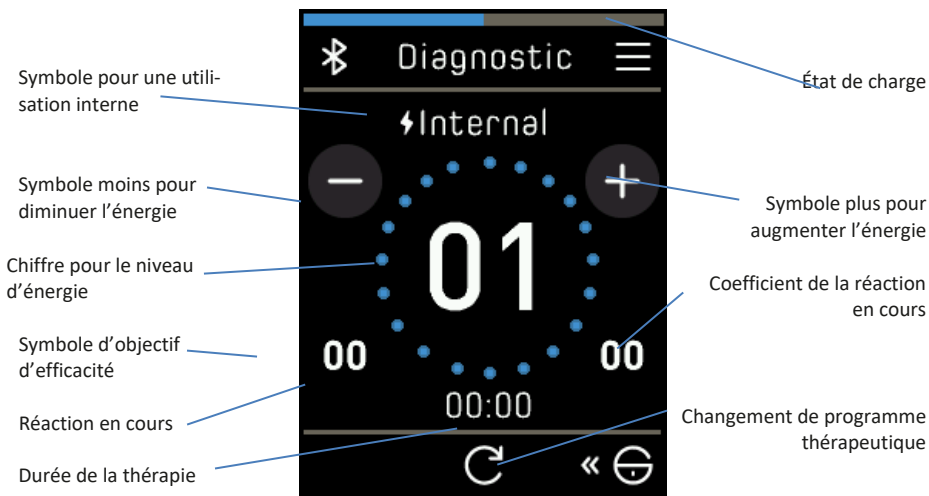 Diagnostic
Symbole pour une utili-
sation interne
État de charge
Internal
Symbole moins pour
diminuer l’énergie
Symbole plus pour
augmenter l’énergie
01
Chiffre pour le niveau
d’énergie
Coefficient de la réaction
en cours
Symbole d’objectif
d’efficacité
00
00
Réaction en cours
00:00
Changement de programme
thérapeutique
Durée de la thérapie
«